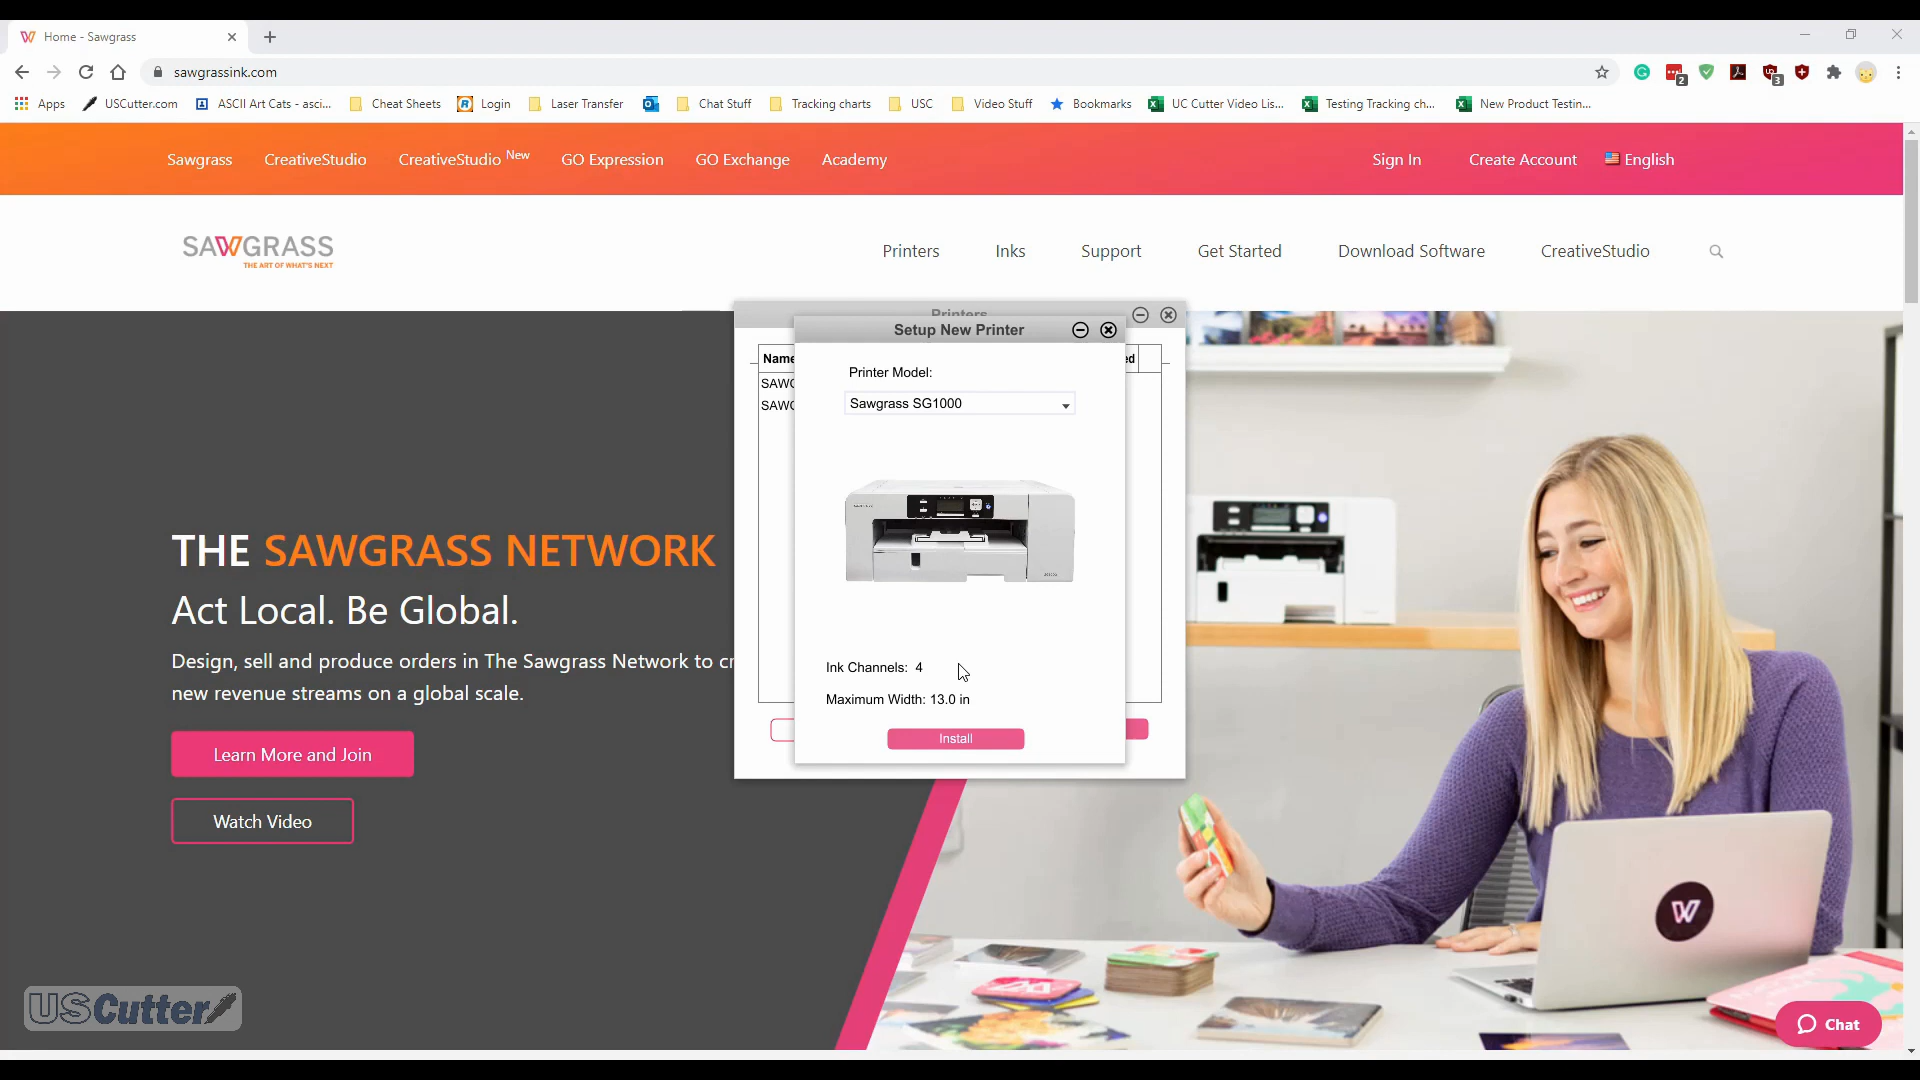 Home - Sawgrass
sawgrassink.com
2
3
Apps
USCutter.com
ASCII Art Cats - asci...
Cheat Sheets
Login
Laser Transfer
Chat Stuff
Tracking charts
USC
Video Stuff
Bookmarks
UC Cutter Video Lis...
Testing Tracking ch...
New Product Testin...
Sawgrass
CreativeStudio
CreativeStudio New
GO Expression
GO Exchange
Academy
Sign In
Create Account
English
SAWGRASS
THE ART OF WHAT'S NEXT
Printers
Inks
Support
Get Started
Download Software
CreativeStudio
Printers
Setup New Printer
Name
ed
SAWG
SAWG
Printer Model:
Sawgrass SG1000
Ink Channels: 4
Maximum Width: 13.0 in
Install
THE SAWGRASS NETWORK
Act Local. Be Global.
Design, sell and produce orders in The Sawgrass Network to cr
new revenue streams on a global scale.
Learn More and Join
Watch Video
USCutter
Chat